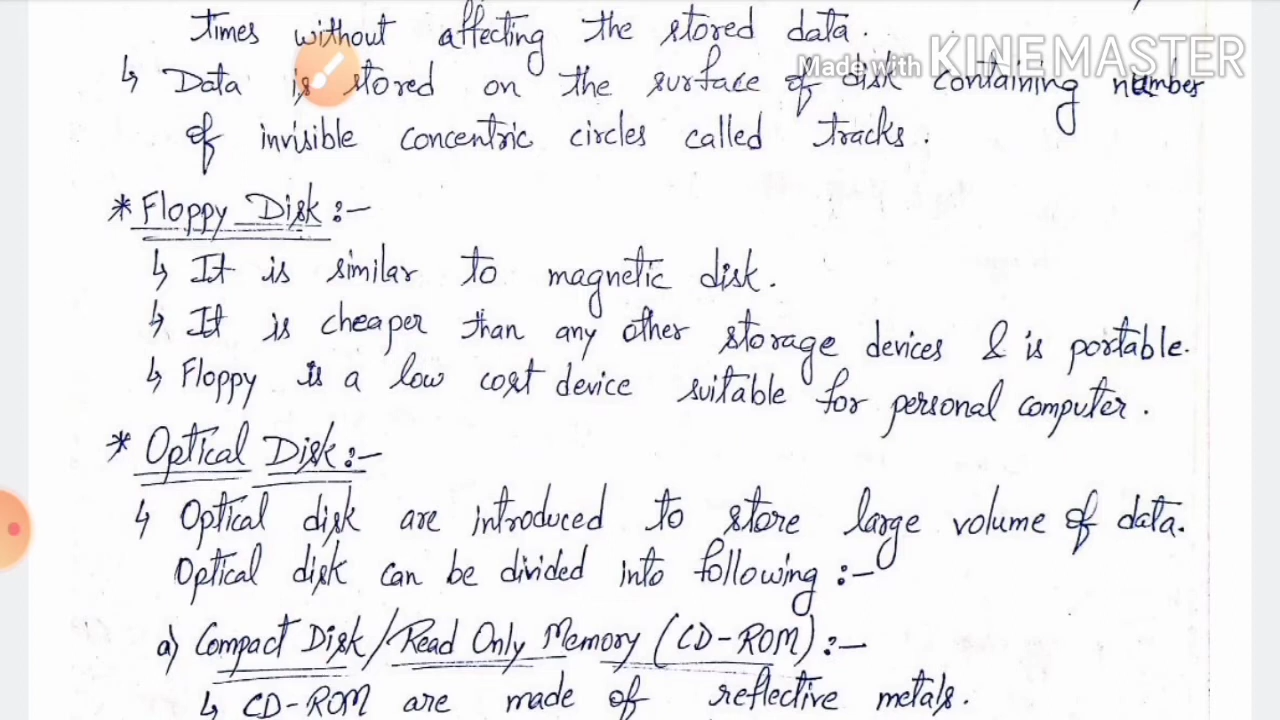 times without affecting the stored data.
Made with KINEMASTER
↳ Data is stored on the surface of disk containing number
of invisible concentric circles called tracks.
* Floppy Disk :-
↳ It is similar to magnetic disk.
↳ It is cheaper than any other storage devices & is portable.
↳ Floppy is a low cost device suitable for personal computer.
* Optical Disk :-
↳ Optical disk are introduced to store large volume of data.
Optical disk can be divided into following :-
a) Compact Disk/Read Only Memory (CD-ROM) :-
↳ CD-ROM are made of reflective metals.